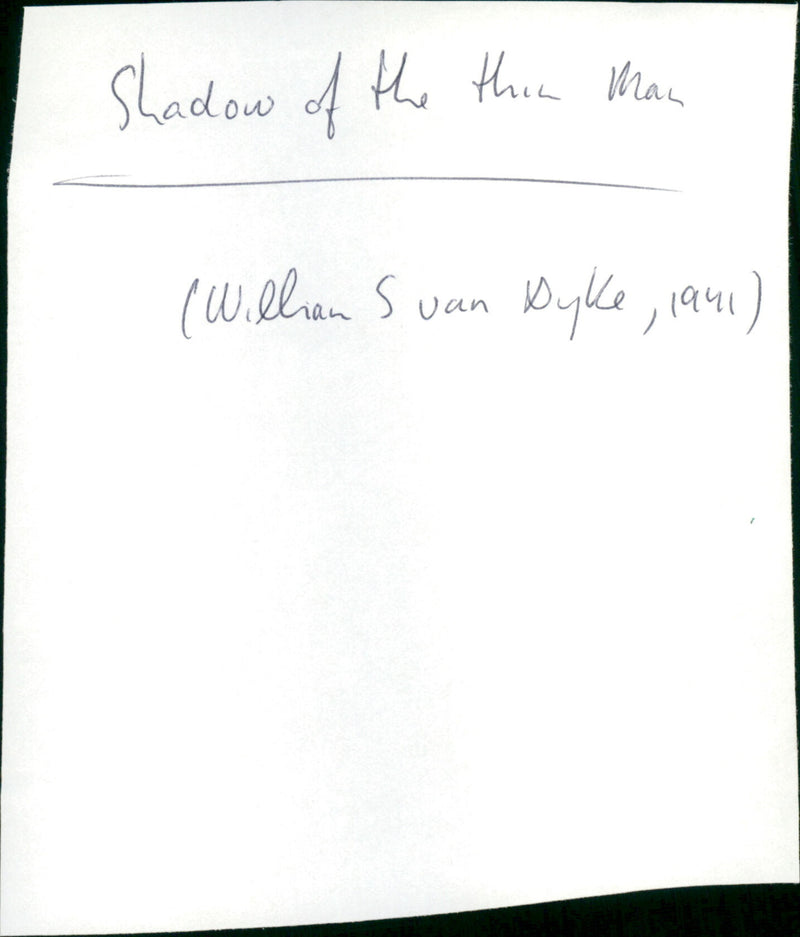 Shadow of the thin Man
(William S van Dyke, 1941)